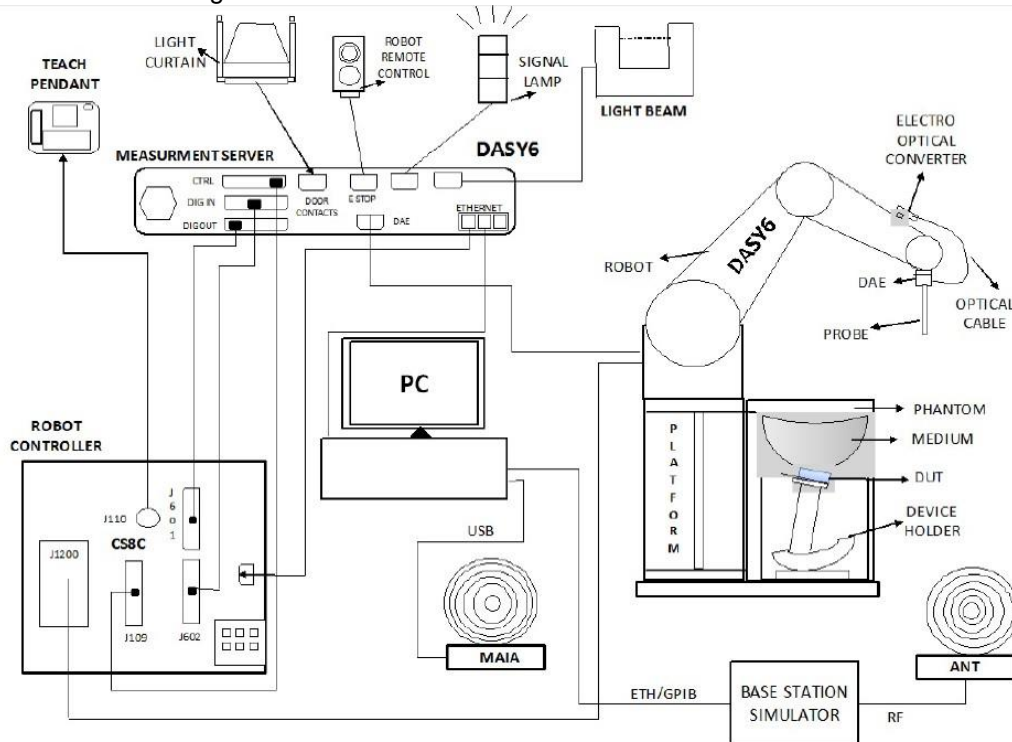 LIGHT
CURTAIN
ROBOT
REMOTE
CONTROL
SIGNAL
LAMP
LIGHT BEAM
TEACH
PENDANT
MEASURMENT SERVER
DASY6
CTRL
DIG IN
DIGOUT
DOOR
CONTACTS
E STOP
DAE
ETHERNET
ELECTRO
OPTICAL
CONVERTER
ROBOT
DASY6
DAE
OPTICAL
CABLE
PROBE
PC
PLATFORM
PHANTOM
MEDIUM
DUT
DEVICE
HOLDER
ROBOT
CONTROLLER
J601
J110
CS8C
J1200
J109
J602
USB
MAIA
ETH/GPIB
BASE STATION
SIMULATOR
RF
ANT